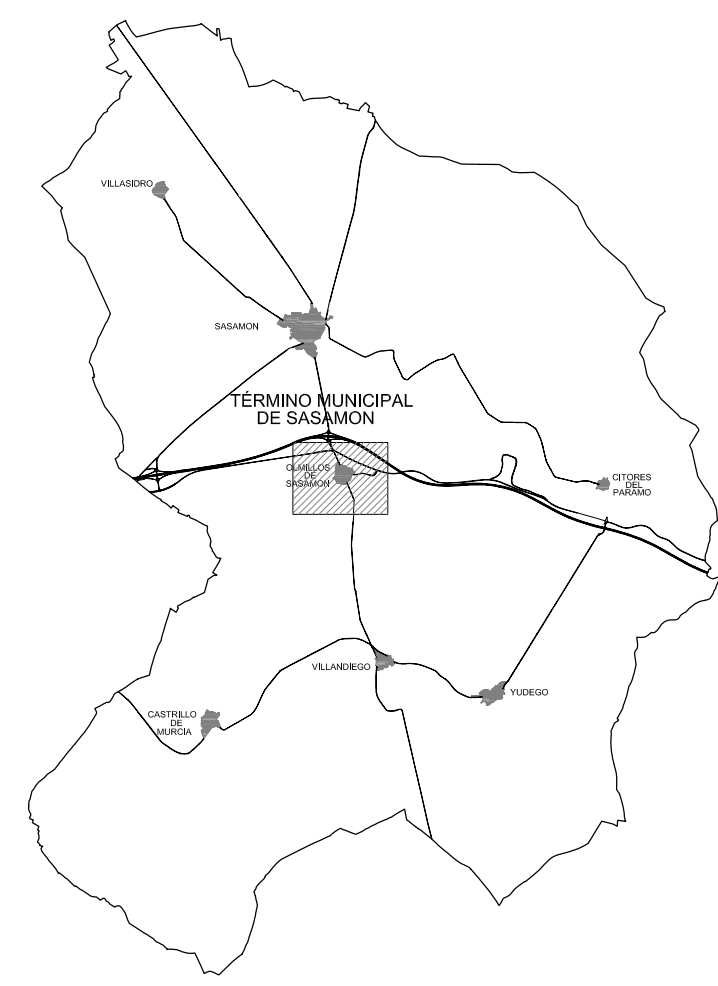 VILLASIDRO
SASAMON
TÉRMINO MUNICIPAL
DE SASAMON
OLMILLOS
DE
SASAMON
CITORES
DEL
PARAMO
VILLANDIEGO
YUDEGO
CASTRILLO
DE
MURCIA